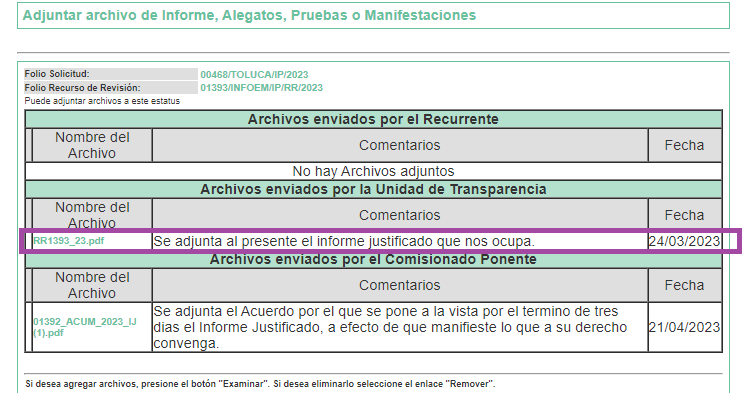 Adjuntar archivo de Informe, Alegatos, Pruebas o Manifestaciones
Folio Solicitud: 00468/TOLUCA/IP/2023
Folio Recurso de Revisión: 01393/INFOEM/IP/RR/2023
Puede adjuntar archivos a este estatus
Archivos enviados por el Recurrente
Nombre del Archivo Comentarios Fecha
No hay Archivos adjuntos
Archivos enviados por la Unidad de Transparencia
Nombre del Archivo Comentarios Fecha
RR1393_23.pdf Se adjunta al presente el informe justificado que nos ocupa. 24/03/2023
Archivos enviados por el Comisionado Ponente
Nombre del Archivo Comentarios Fecha
01392_ACUM_2023_IJ (1).pdf
Se adjunta el Acuerdo por el que se pone a la vista por el termino de tres
dias el Informe Justificado, a efecto de que manifieste lo que a su derecho
convenga.
21/04/2023
Si desea agregar archivos, presione el botón "Examinar". Si desea eliminarlo seleccione el enlace "Remover".